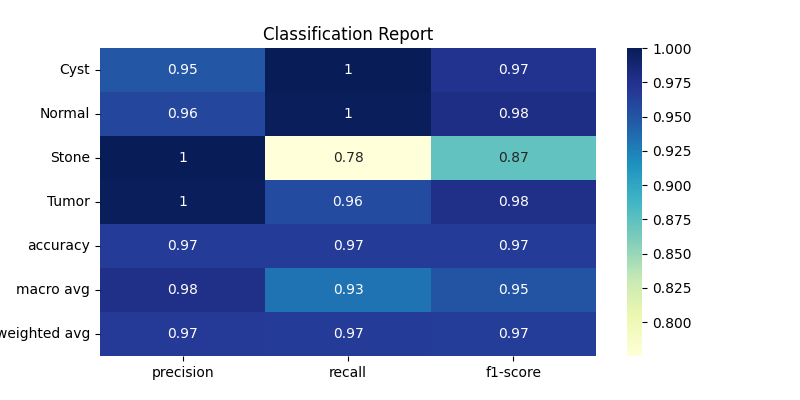 Classification Report
Cyst 0.95 1 0.97
Normal 0.96 1 0.98
Stone 1 0.78 0.87
Tumor 1 0.96 0.98
accuracy 0.97 0.97 0.97
macro avg 0.98 0.93 0.95
weighted avg 0.97 0.97 0.97
precision recall f1-score
1.000
0.975
0.950
0.925
0.900
0.875
0.850
0.825
0.800